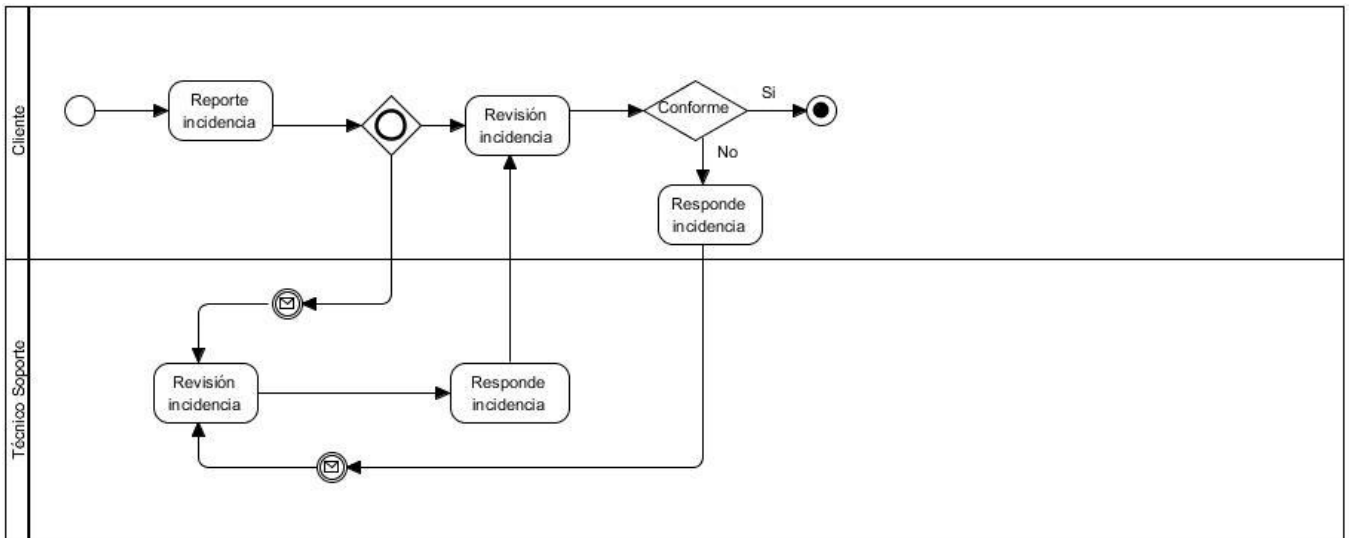 Cliente
Reporte
incidencia
Revisión
incidencia
Conforme
Si
No
Responde
incidencia
Técnico Soporte
Revisión
incidencia
Responde
incidencia